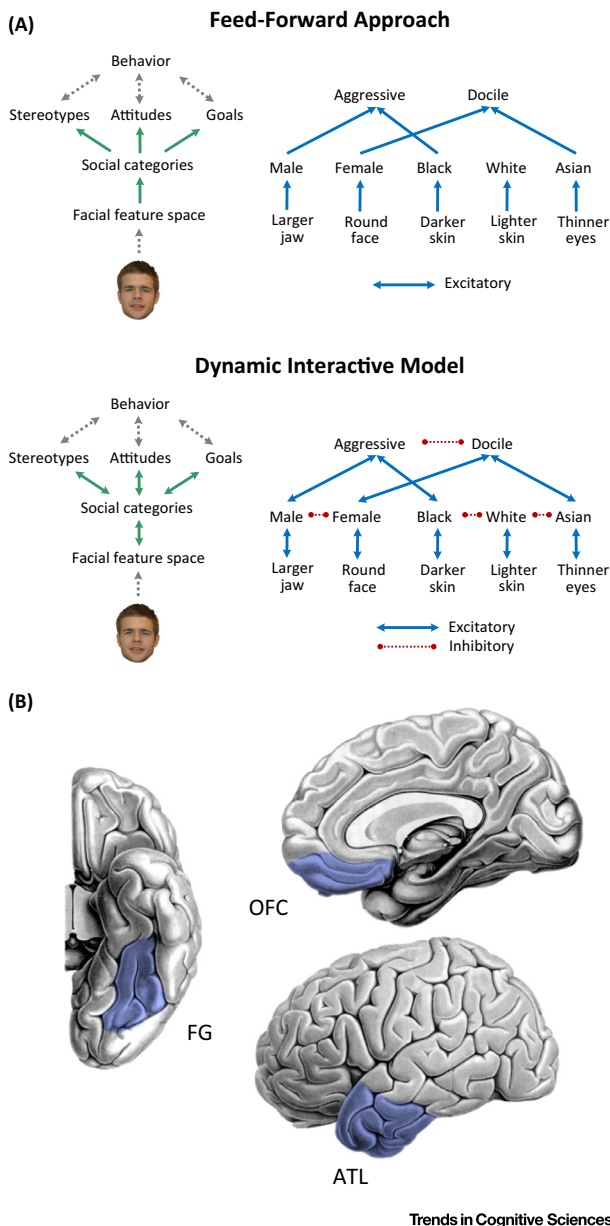 (A)
Feed-Forward Approach
Behavior
Stereotypes Attitudes Goals
Social categories
Facial feature space
Aggressive Docile
Male Female Black White Asian
Larger jaw
Round face
Darker skin
Lighter skin
Thinner eyes
Excitatory
Dynamic Interactive Model
Behavior
Stereotypes Attitudes Goals
Social categories
Facial feature space
Aggressive Docile
Male Female Black White Asian
Larger jaw
Round face
Darker skin
Lighter skin
Thinner eyes
Excitatory
Inhibitory
(B)
OFC
FG
ATL
Trends in Cognitive Sciences